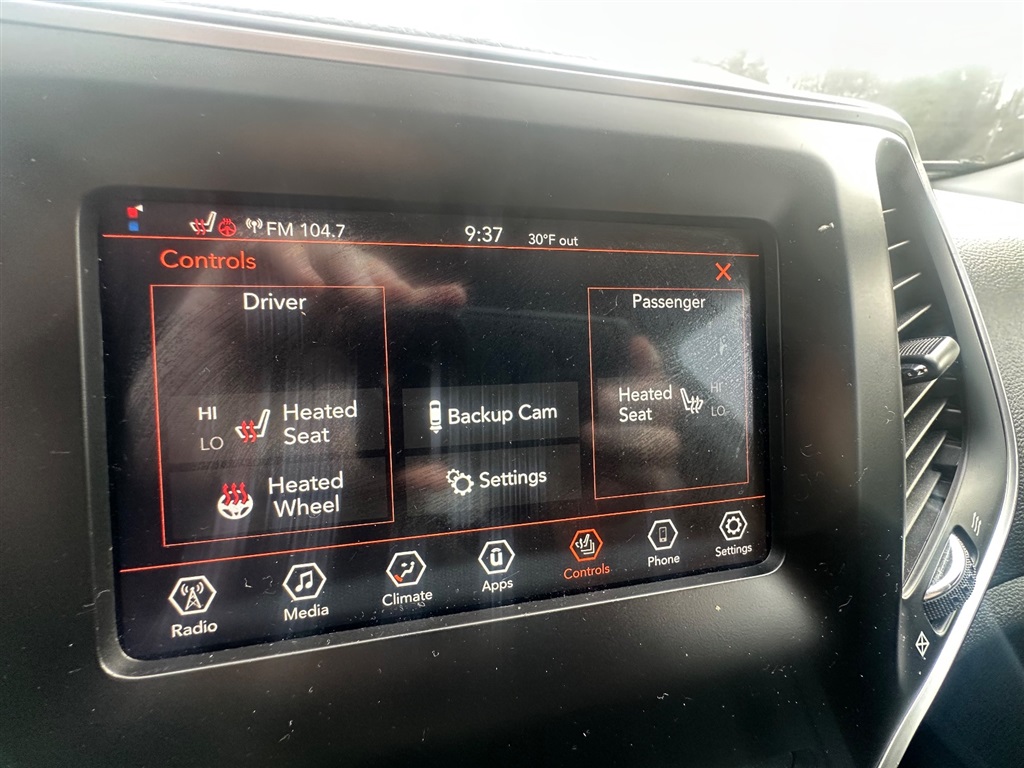 FM 104.7 9:37 30°F out
Controls
Driver
Passenger
HI
LO
Heated
Seat
Backup Cam
Heated
Seat
HI
LO
Heated
Wheel
Settings
Radio
Media
Climate
Apps
Controls
Phone
Settings